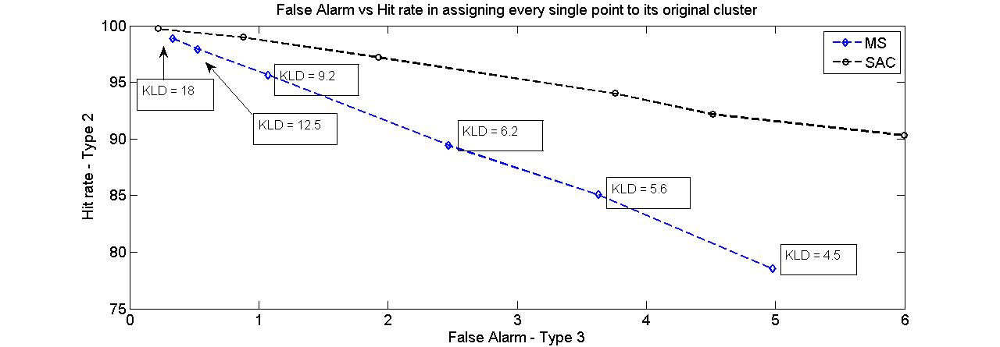 False Alarm vs Hit rate in assigning every single point to its original cluster
100
95
90
85
80
75
Hit rate - Type 2
MS
SAC
KLD = 9.2
KLD = 18
KLD = 12.5
KLD = 6.2
KLD = 5.6
KLD = 4.5
0 1 2 3 4 5 6
False Alarm - Type 3